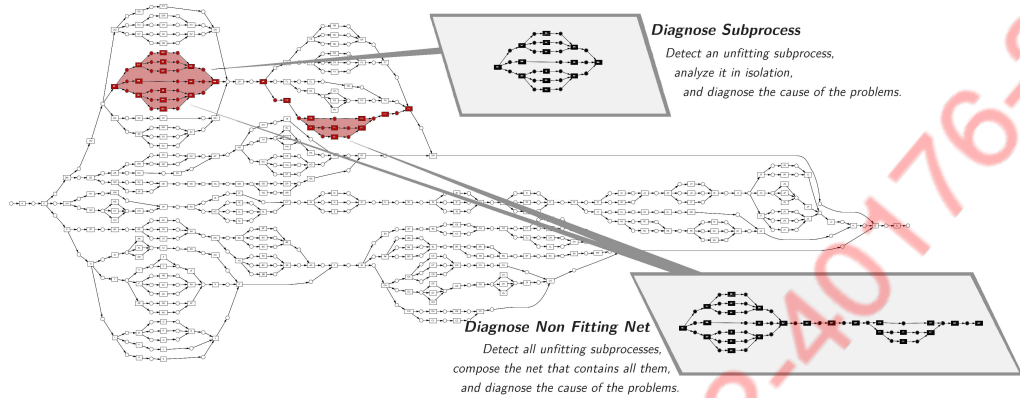 Diagnose Subprocess
Detect an unfitting subprocess,
analyze it in isolation,
and diagnose the cause of the problems.
Diagnose Non Fitting Net
Detect all unfitting subprocesses,
compose the net that contains all them,
and diagnose the cause of the problems.
-40176-